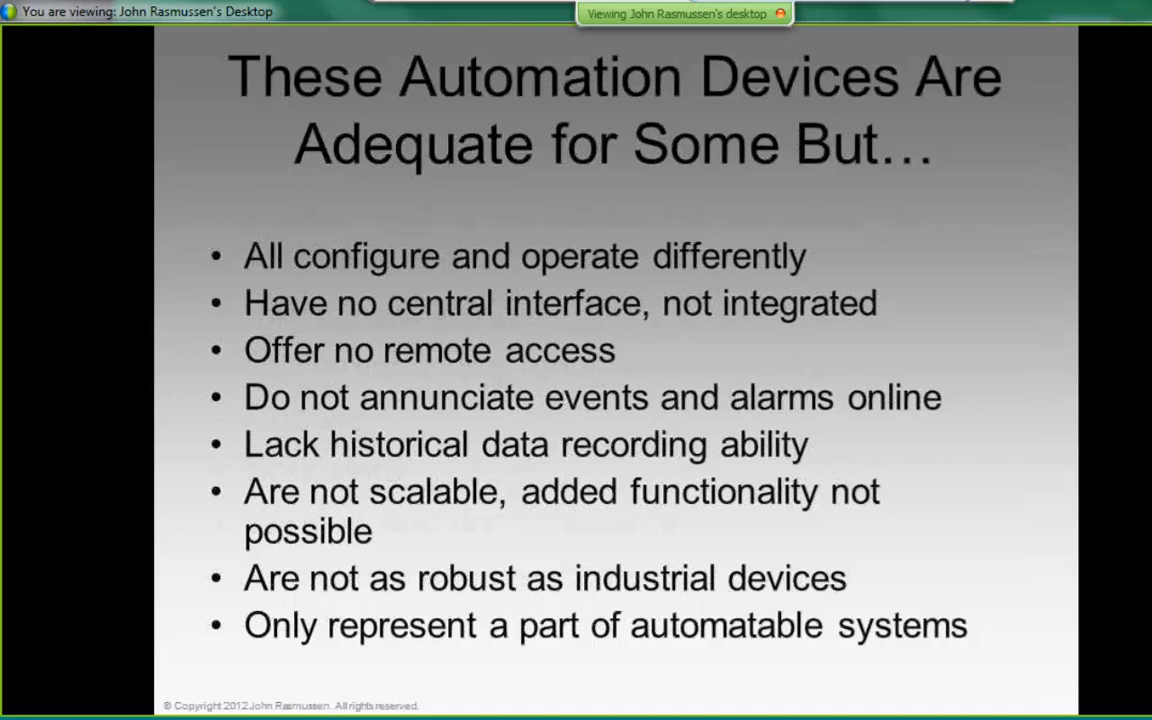 You are viewing: John Rasmussen's Desktop
Viewing John Rasmussen's desktop
These Automation Devices Are
Adequate for Some But…
• All configure and operate differently
• Have no central interface, not integrated
• Offer no remote access
• Do not annunciate events and alarms online
• Lack historical data recording ability
• Are not scalable, added functionality not
possible
• Are not as robust as industrial devices
• Only represent a part of automatable systems
© Copyright 2012 John Rasmussen. All rights reserved.